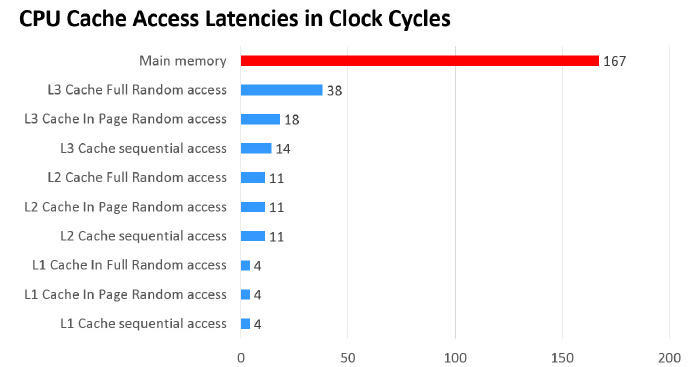 CPU Cache Access Latencies in Clock Cycles
Main memory 167
L3 Cache Full Random access 38
L3 Cache In Page Random access 18
L3 Cache sequential access 14
L2 Cache Full Random access 11
L2 Cache In Page Random access 11
L2 Cache sequential access 11
L1 Cache In Full Random access 4
L1 Cache In Page Random access 4
L1 Cache sequential access 4
0 50 100 150 200